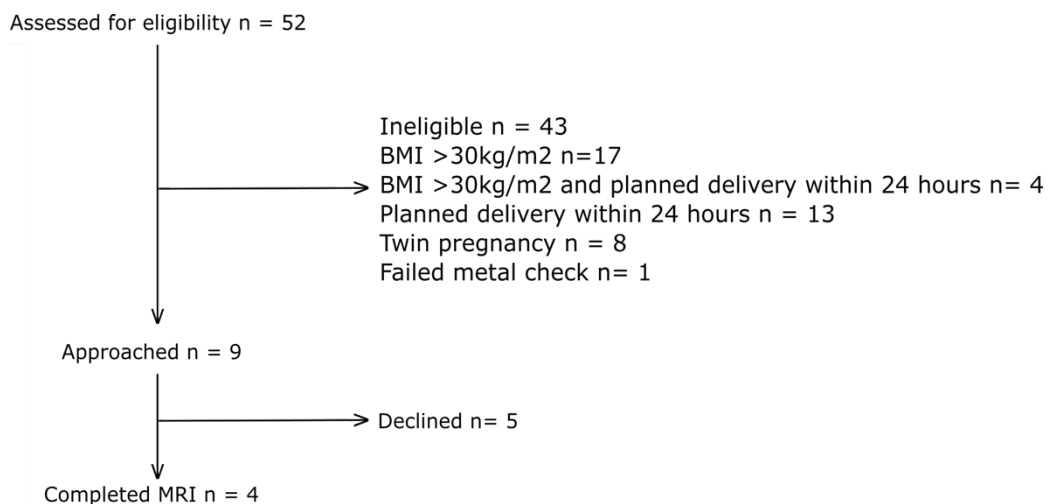 Assessed for eligibility n = 52
Ineligible n = 43
BMI >30kg/m2 n=17
BMI >30kg/m2 and planned delivery within 24 hours n= 4
Planned delivery within 24 hours n = 13
Twin pregnancy n = 8
Failed metal check n= 1
Approached n = 9
Declined n= 5
Completed MRI n = 4